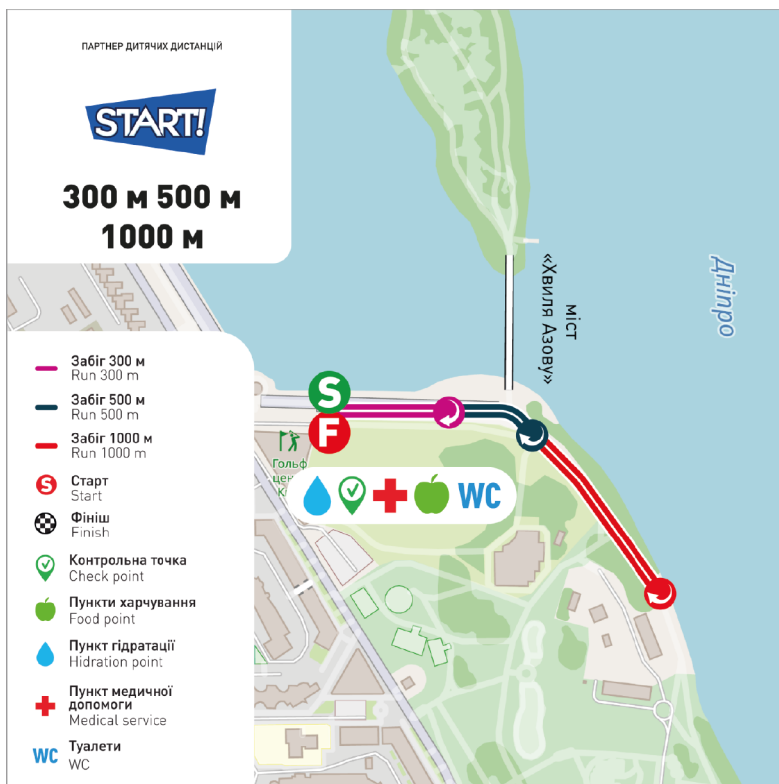 ПАРТНЕР ДИТЯЧИХ ДИСТАНЦІЙ
START!
300 м 500 м
1000 м
міст
«Хвиля Азову»
Дніпро
Забіг 300 м
Run 300 m
Забіг 500 м
Run 500 m
Забіг 1000 м
Run 1000 m
S
Старт
Start
Фініш
Finish
Контрольна точка
Check point
Пункти харчування
Food point
Пункт гідратації
Hidration point
Пункт медичної
допомоги
Medical service
WC
Туалети
WC
S
F
Гольф
WC